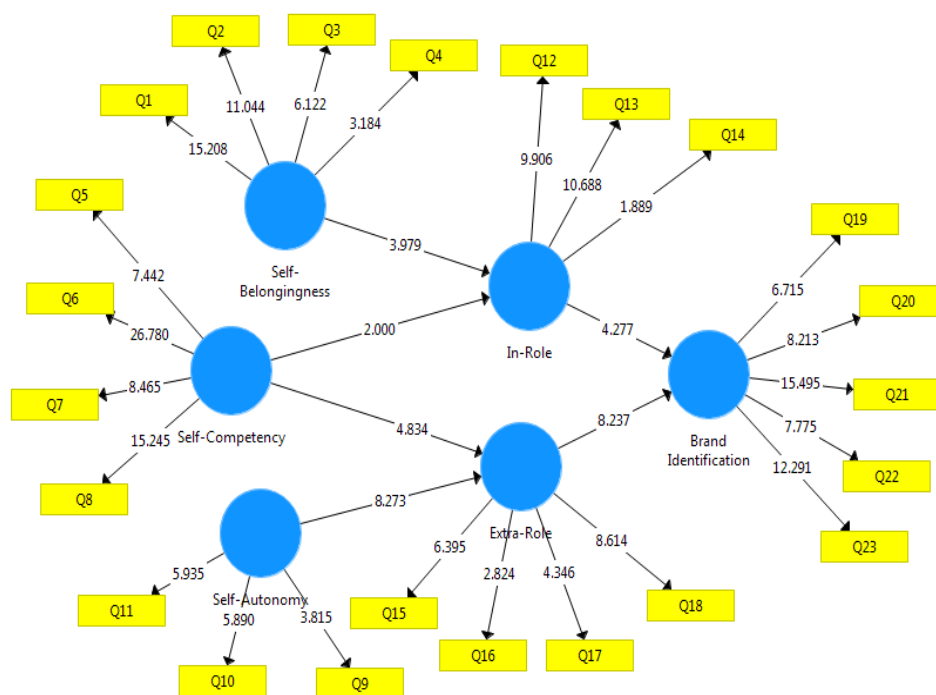 Q2
Q3
Q4
Q12
Q1
Q13
Q14
11.044
6.122
3.184
15.208
9.906
10.688
1.889
Q5
Q19
7.442
3.979
Self-
Belongingness
6.715
Q6
Q20
26.780
2.000
In-Role
4.277
8.213
Q7
8.465
15.495
Q21
15.245
Self-Competency
4.834
8.237
Brand
Identification
7.775
12.291
Q22
Q8
8.273
Extra-Role
Q23
6.395
2.824
4.346
8.614
5.935
Q11
Self-Autonomy
5.890
3.815
Q15
Q18
Q10
Q9
Q16
Q17